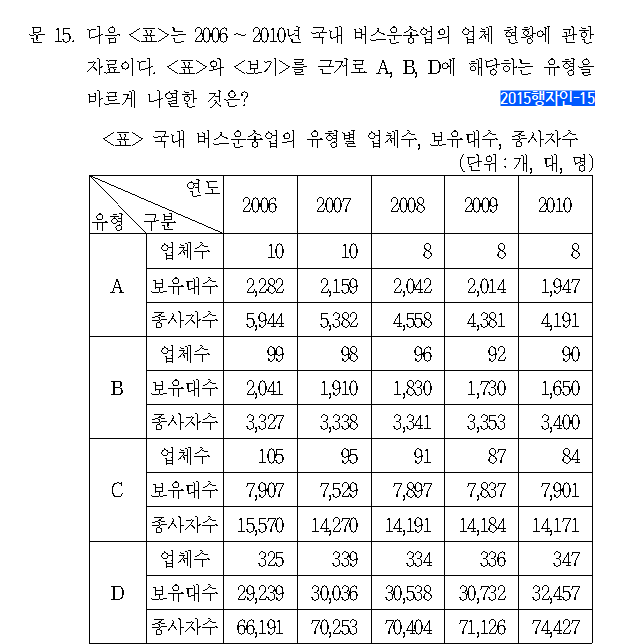 문 15. 다음 <표>는 2006 ~ 2010년 국내 버스운송업의 업체 현황에 관한
자료이다. <표>와 <보기>를 근거로 A, B, D에 해당하는 유형을
바르게 나열한 것은?
2015행자인-15
<표> 국내 버스운송업의 유형별 업체수, 보유대수, 종사자수
(단위 : 개, 대, 명)
유형 구분 연도 2006 2007 2008 2009 2010
A 업체수 10 10 8 8 8
보유대수 2,282 2,159 2,042 2,014 1,947
종사자수 5,944 5,382 4,558 4,381 4,191
B 업체수 99 98 96 92 90
보유대수 2,041 1,910 1,830 1,730 1,650
종사자수 3,327 3,338 3,341 3,353 3,400
C 업체수 105 95 91 87 84
보유대수 7,907 7,529 7,897 7,837 7,901
종사자수 15,570 14,270 14,191 14,184 14,171
D 업체수 325 339 334 336 347
보유대수 29,239 30,036 30,538 30,732 32,457
종사자수 66,191 70,253 70,404 71,126 74,427